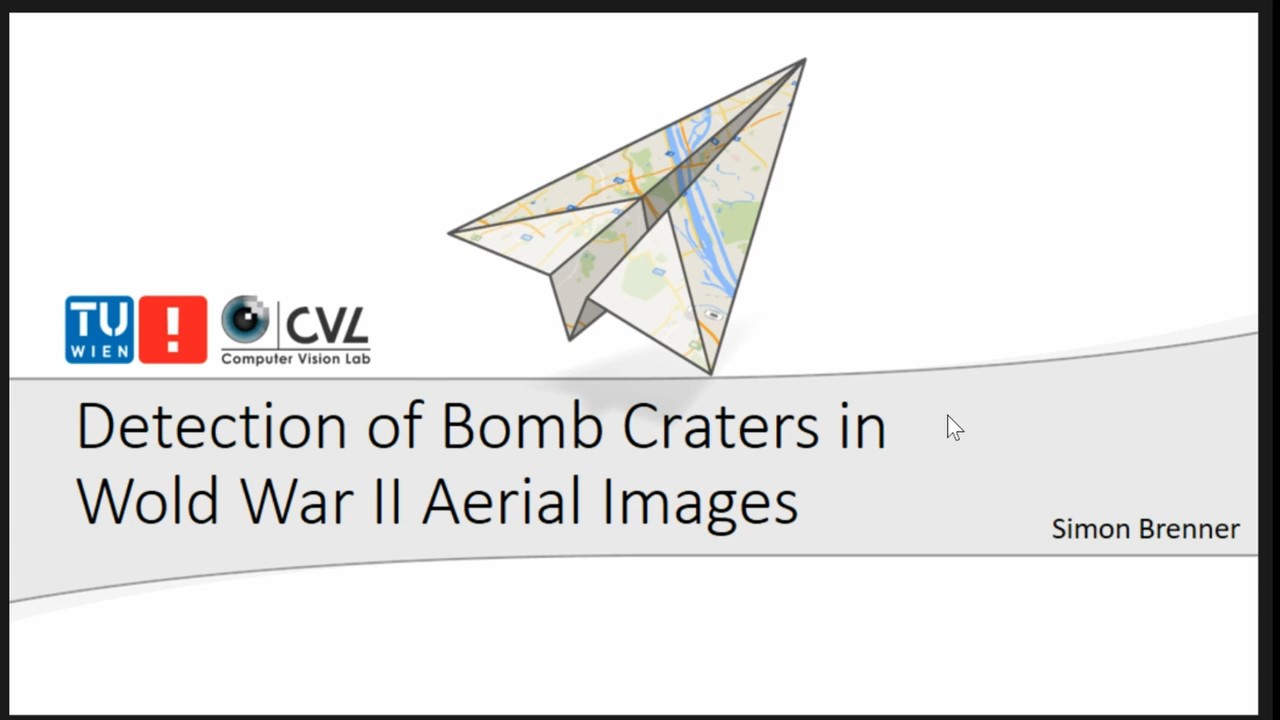 TU
WIEN
!
CVL
Computer Vision Lab
Detection of Bomb Craters in
Wold War II Aerial Images
Simon Brenner